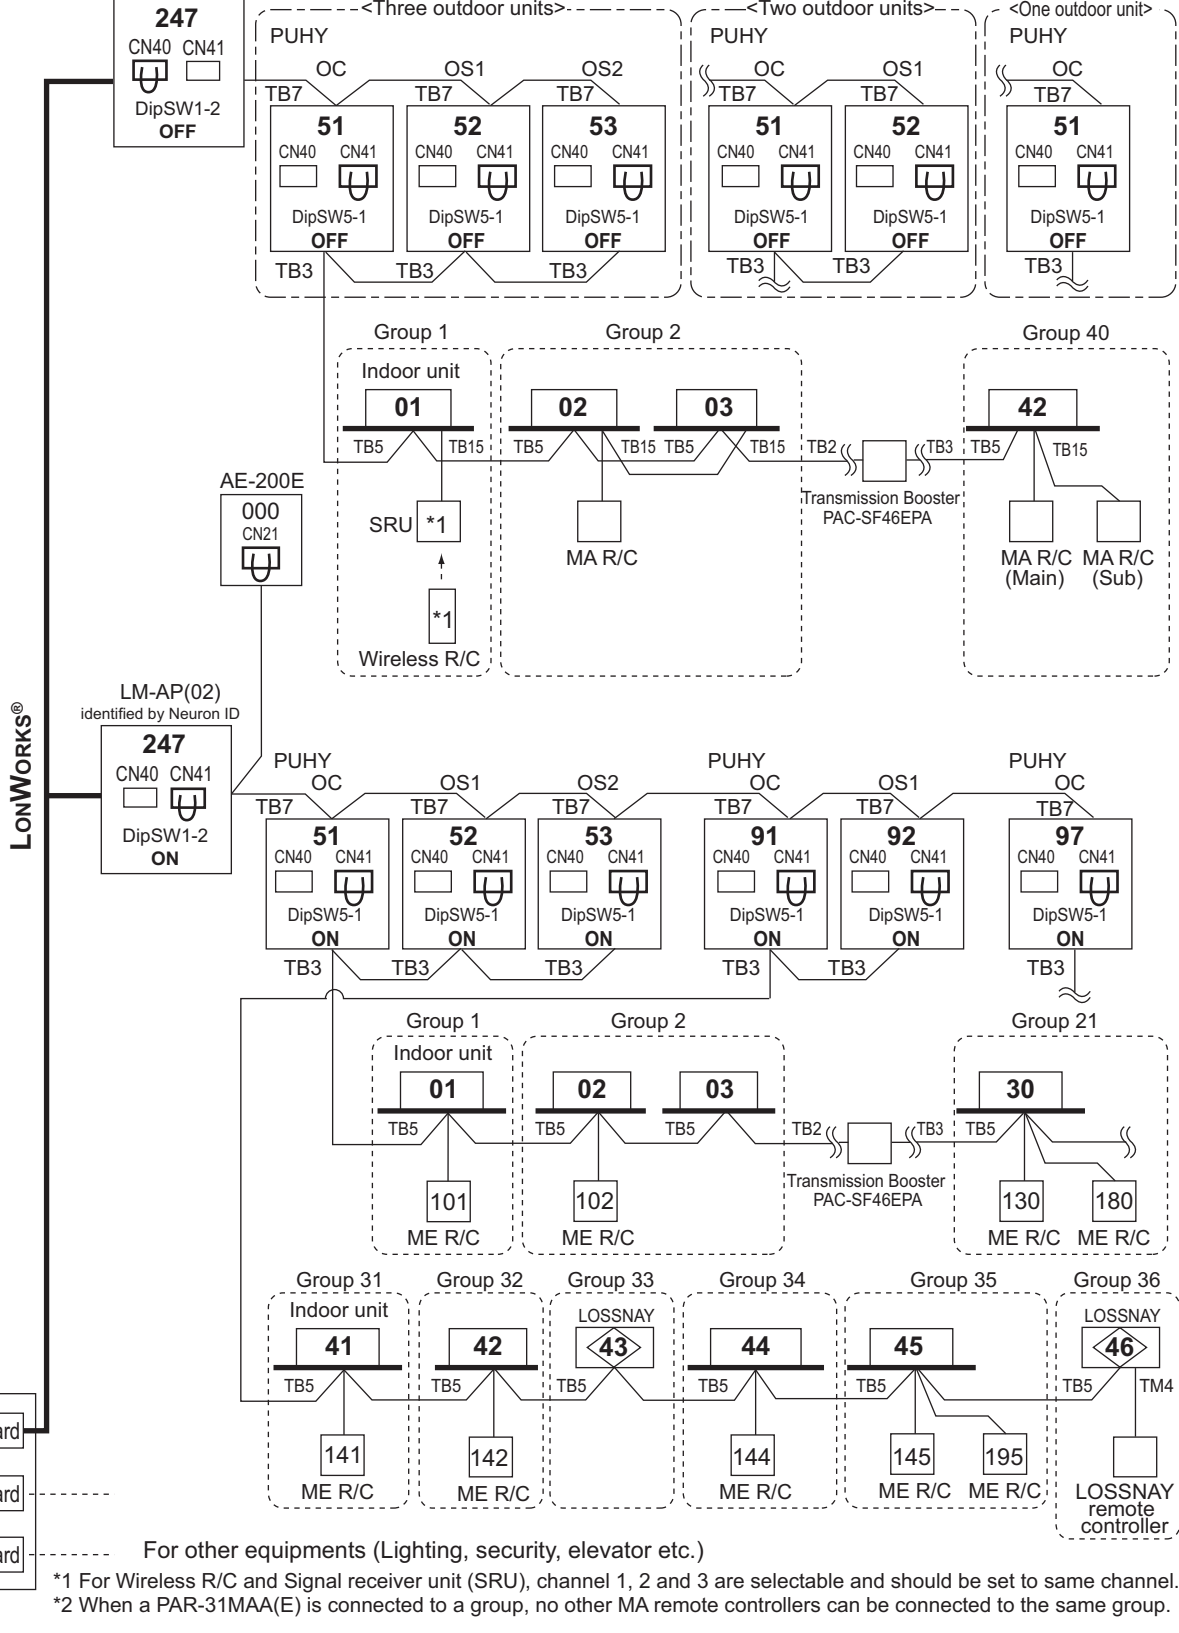 247
CN40 CN41
DipSW1-2
OFF
<Three outdoor units>
PUHY
OC OS1 OS2
TB7 TB7 TB7
51 52 53
CN40 CN41 CN40 CN41 CN40 CN41
DipSW5-1 DipSW5-1 DipSW5-1
OFF OFF OFF
TB3 TB3 TB3
<Two outdoor units>
PUHY
OC OS1
TB7 TB7
51 52
CN40 CN41 CN40 CN41
DipSW5-1 DipSW5-1
OFF OFF
TB3 TB3
<One outdoor unit>
PUHY
OC
TB7
51
CN40 CN41
DipSW5-1
OFF
TB3
Group 1
Indoor unit
01
TB5 TB15
SRU *1
*1
Wireless R/C
Group 2
02 03
TB5 TB15 TB5 TB15
MA R/C
TB2 TB3
Transmission Booster
PAC-SF46EPA
Group 40
42
TB5 TB15
MA R/C MA R/C
(Main) (Sub)
AE-200E
000
CN21
LONWORKS®
LM-AP(02)
identified by Neuron ID
247
CN40 CN41
DipSW1-2
ON
PUHY
OC OS1 OS2
TB7 TB7 TB7
51 52 53
CN40 CN41 CN40 CN41 CN40 CN41
DipSW5-1 DipSW5-1 DipSW5-1
ON ON ON
TB3 TB3 TB3
PUHY
OC OS1
TB7 TB7
91 92
CN40 CN41 CN40 CN41
DipSW5-1 DipSW5-1
ON ON
TB3 TB3
PUHY
OC
TB7
97
CN40 CN41
DipSW5-1
ON
TB3
Group 1
Indoor unit
01
TB5
101
ME R/C
Group 2
02 03
TB5 TB5
102
ME R/C
TB2 TB3
Transmission Booster
PAC-SF46EPA
Group 21
30
TB5
130 180
ME R/C ME R/C
Group 31
Indoor unit
41
TB5
141
ME R/C
Group 32
42
TB5
142
ME R/C
Group 33
LOSSNAY
43
TB5
Group 34
44
TB5
144
ME R/C
Group 35
45
TB5
145 195
ME R/C ME R/C
Group 36
LOSSNAY
46
TB5 TM4
LOSSNAY
remote
controller
ard
ard
ard
For other equipments (Lighting, security, elevator etc.)
*1 For Wireless R/C and Signal receiver unit (SRU), channel 1, 2 and 3 are selectable and should be set to same channel.
*2 When a PAR-31MAA(E) is connected to a group, no other MA remote controllers can be connected to the same group.